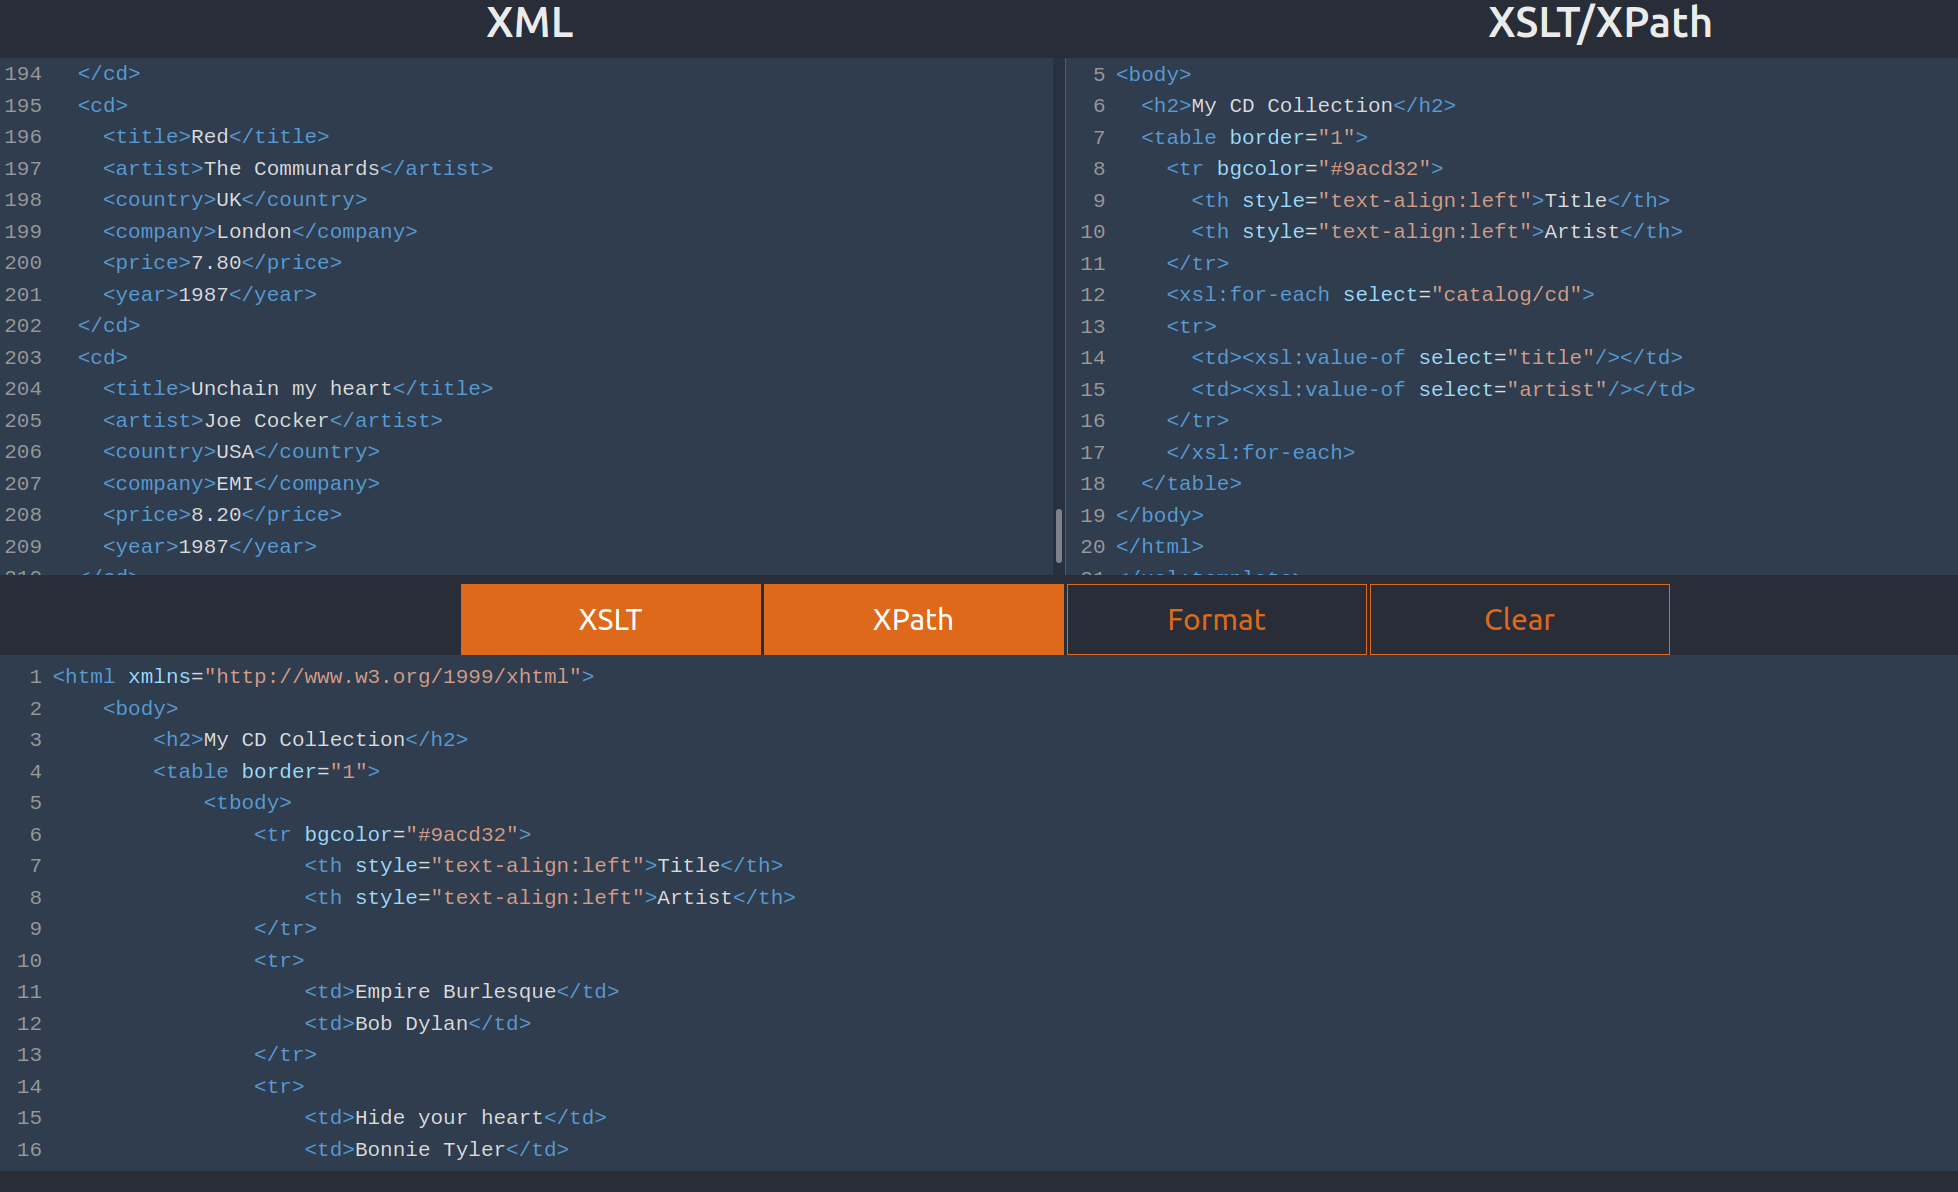 XML
194   </cd>
195   <cd>
196     <title>Red</title>
197     <artist>The Communards</artist>
198     <country>UK</country>
199     <company>London</company>
200     <price>7.80</price>
201     <year>1987</year>
202   </cd>
203   <cd>
204     <title>Unchain my heart</title>
205     <artist>Joe Cocker</artist>
206     <country>USA</country>
207     <company>EMI</company>
208     <price>8.20</price>
209     <year>1987</year>
XSLT/XPath
5 <body>
6   <h2>My CD Collection</h2>
7   <table border="1">
8     <tr bgcolor="#9acd32">
9       <th style="text-align:left">Title</th>
10       <th style="text-align:left">Artist</th>
11     </tr>
12     <xsl:for-each select="catalog/cd">
13     <tr>
14       <td><xsl:value-of select="title"/></td>
15       <td><xsl:value-of select="artist"/></td>
16     </tr>
17     </xsl:for-each>
18   </table>
19 </body>
20 </html>
XSLT
XPath
Format
Clear
1 <html xmlns="http://www.w3.org/1999/xhtml">
2     <body>
3         <h2>My CD Collection</h2>
4         <table border="1">
5             <tbody>
6                 <tr bgcolor="#9acd32">
7                     <th style="text-align:left">Title</th>
8                     <th style="text-align:left">Artist</th>
9                 </tr>
10                 <tr>
11                     <td>Empire Burlesque</td>
12                     <td>Bob Dylan</td>
13                 </tr>
14                 <tr>
15                     <td>Hide your heart</td>
16                     <td>Bonnie Tyler</td>